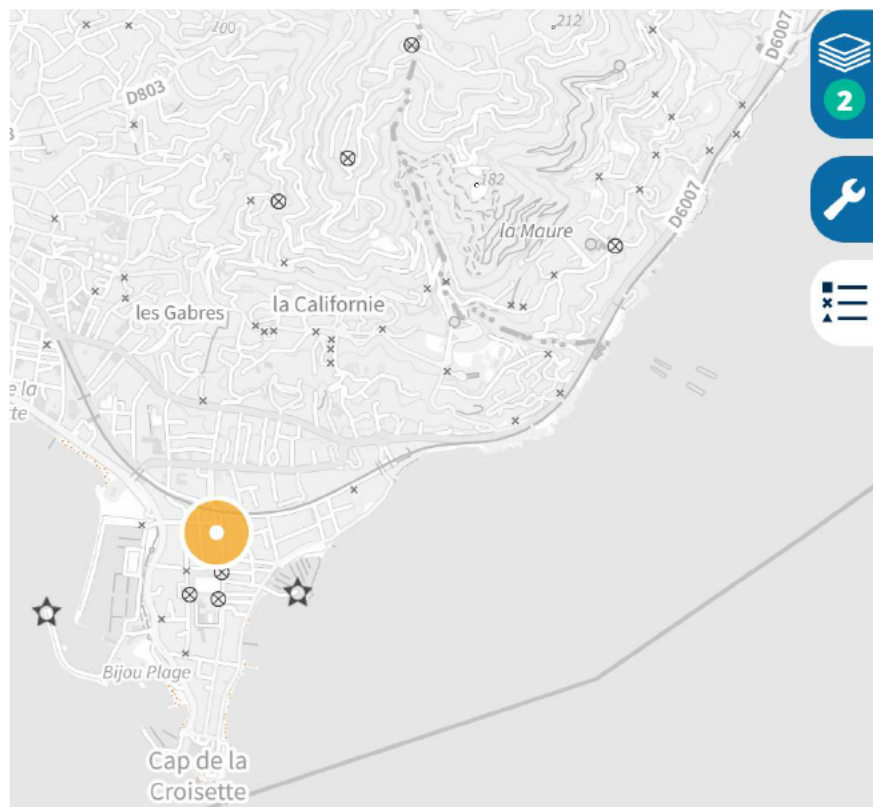 100
212
D6007
D803
3
2
182
D6007
la Maure
les Gabres
la Californie
e la
tte
Bijou Plage
Cap de la
Croisette